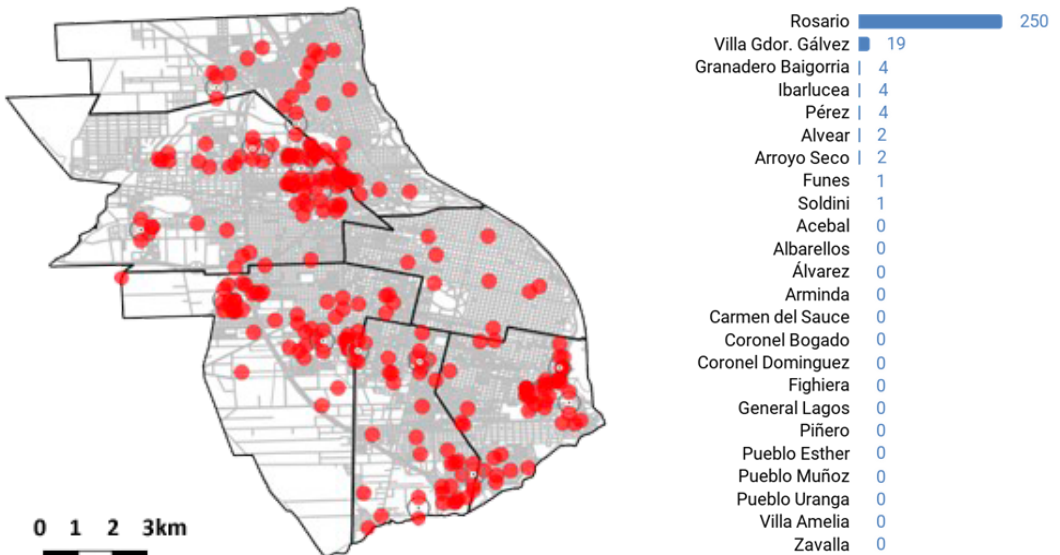 Rosario 250
Villa Gdor. Gálvez 19
Granadero Baigorria 4
Ibarlucea 4
Pérez 4
Alvear 2
Arroyo Seco 2
Funes 1
Soldini 1
Acebal 0
Albarellos 0
Álvarez 0
Arminda 0
Carmen del Sauce 0
Coronel Bogado 0
Coronel Dominguez 0
Fighiera 0
General Lagos 0
Piñero 0
Pueblo Esther 0
Pueblo Muñoz 0
Pueblo Uranga 0
Villa Amelia 0
Zavalla 0
0 1 2 3km